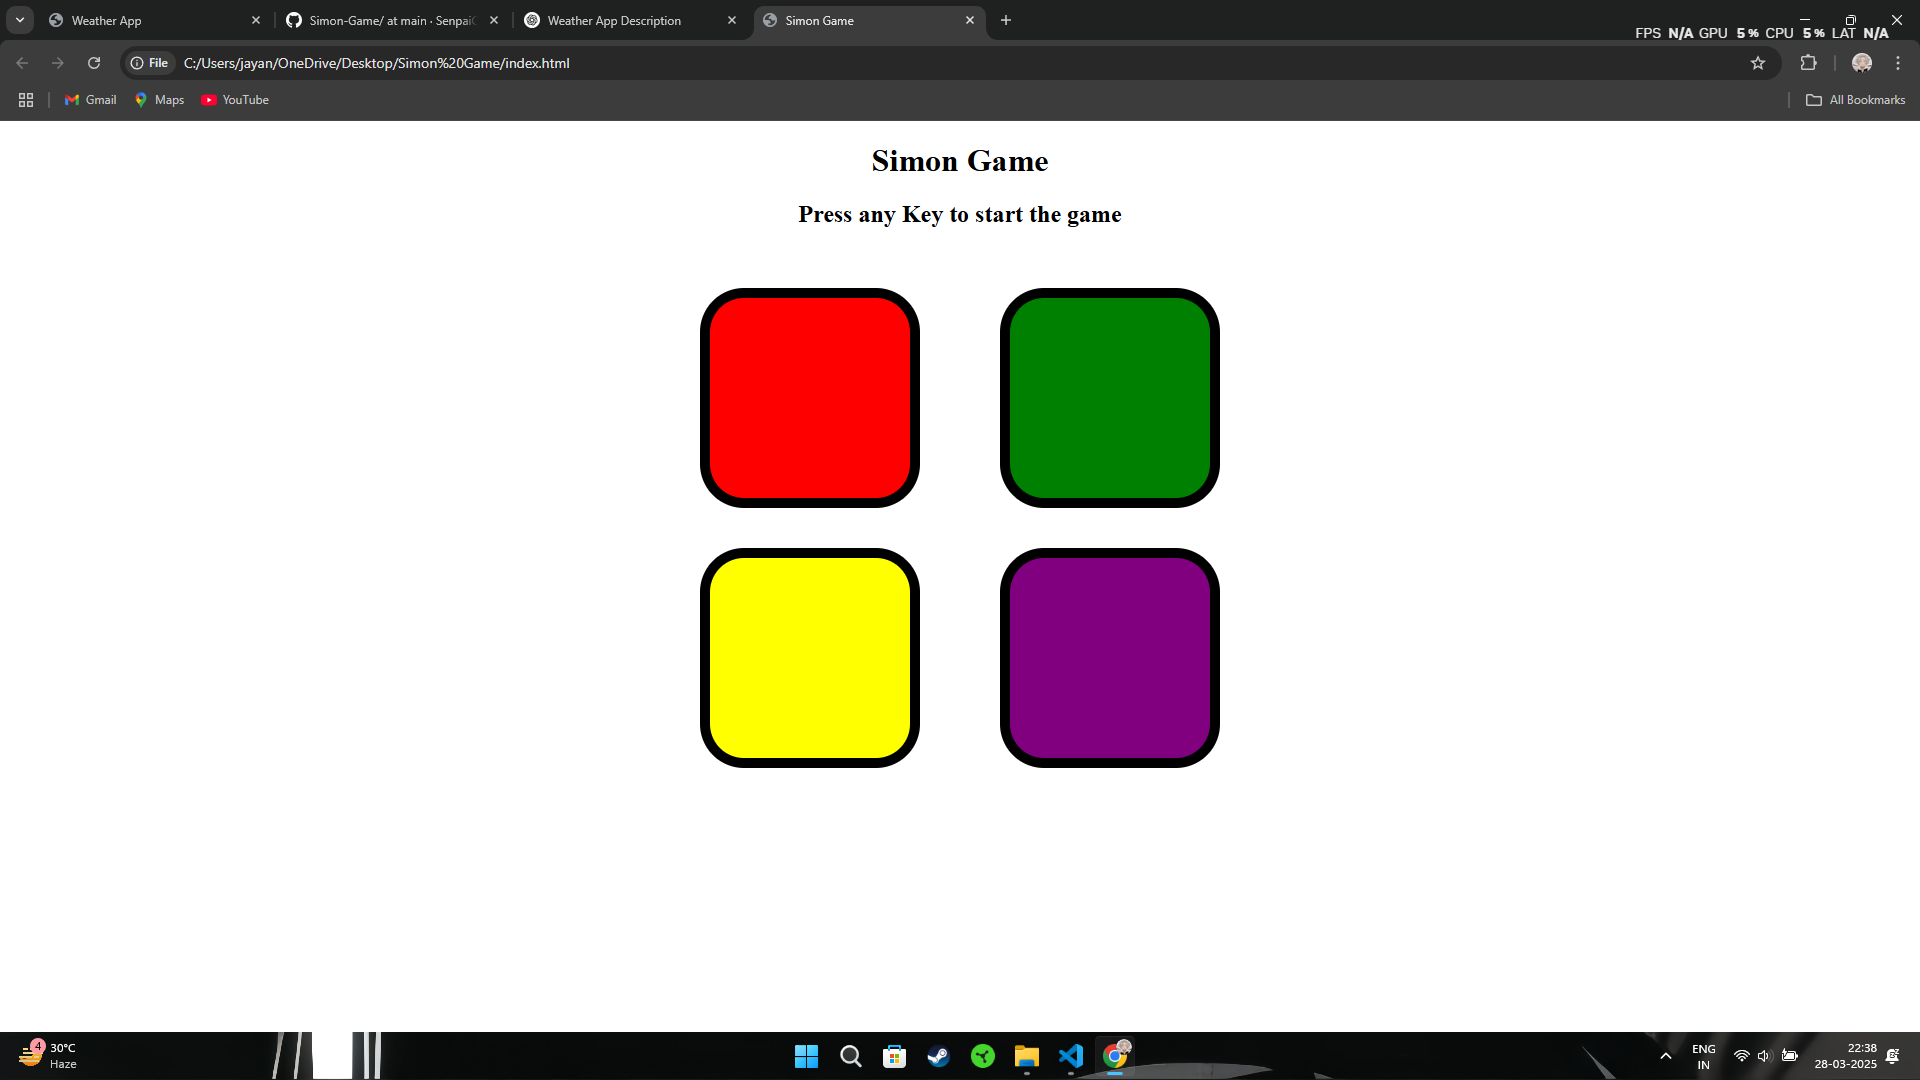 Weather App
Simon-Game/ at main · Senpai
Weather App Description
Simon Game
FPS N/A GPU 5 % CPU 5 % LAT N/A
File
C:/Users/jayan/OneDrive/Desktop/Simon%20Game/index.html
Gmail
Maps
YouTube
All Bookmarks
Simon Game
Press any Key to start the game
4
30°C
Haze
ENG
IN
22:38
28-03-2025